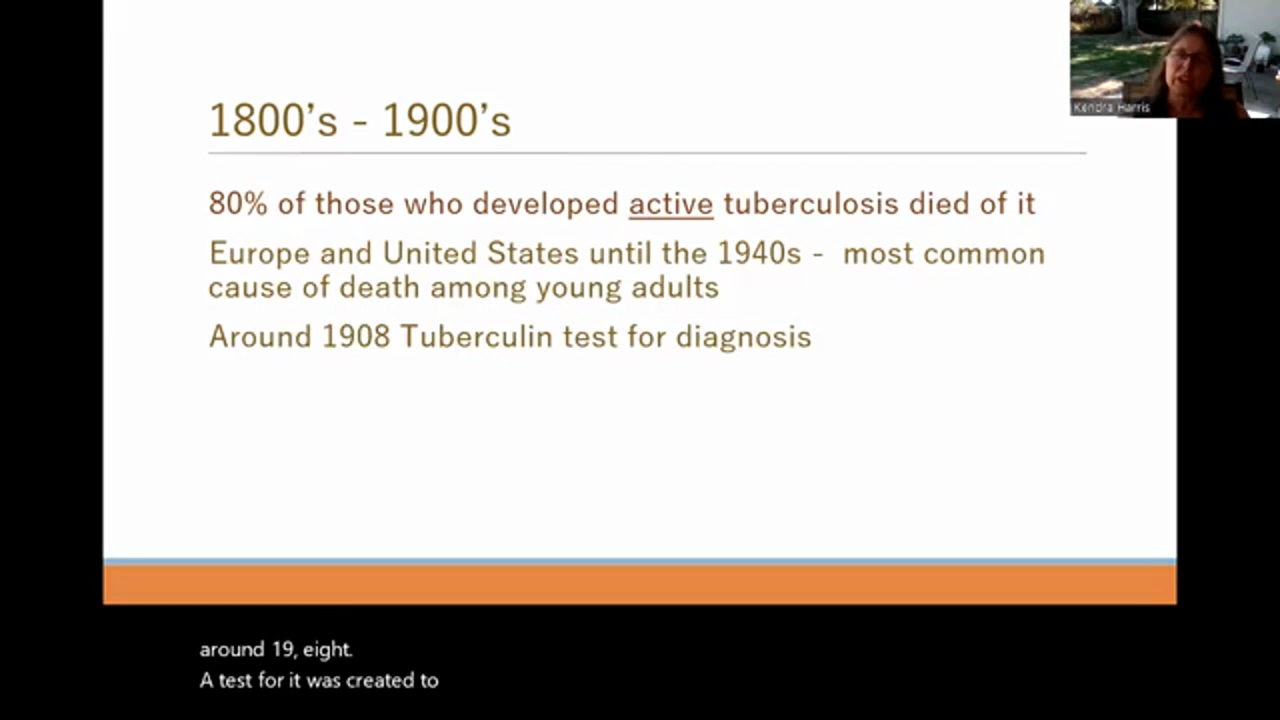 1800’s - 1900’s
80% of those who developed active tuberculosis died of it
Europe and United States until the 1940s - most common
cause of death among young adults
Around 1908 Tuberculin test for diagnosis
Kendra Harris
around 19, eight.
A test for it was created to